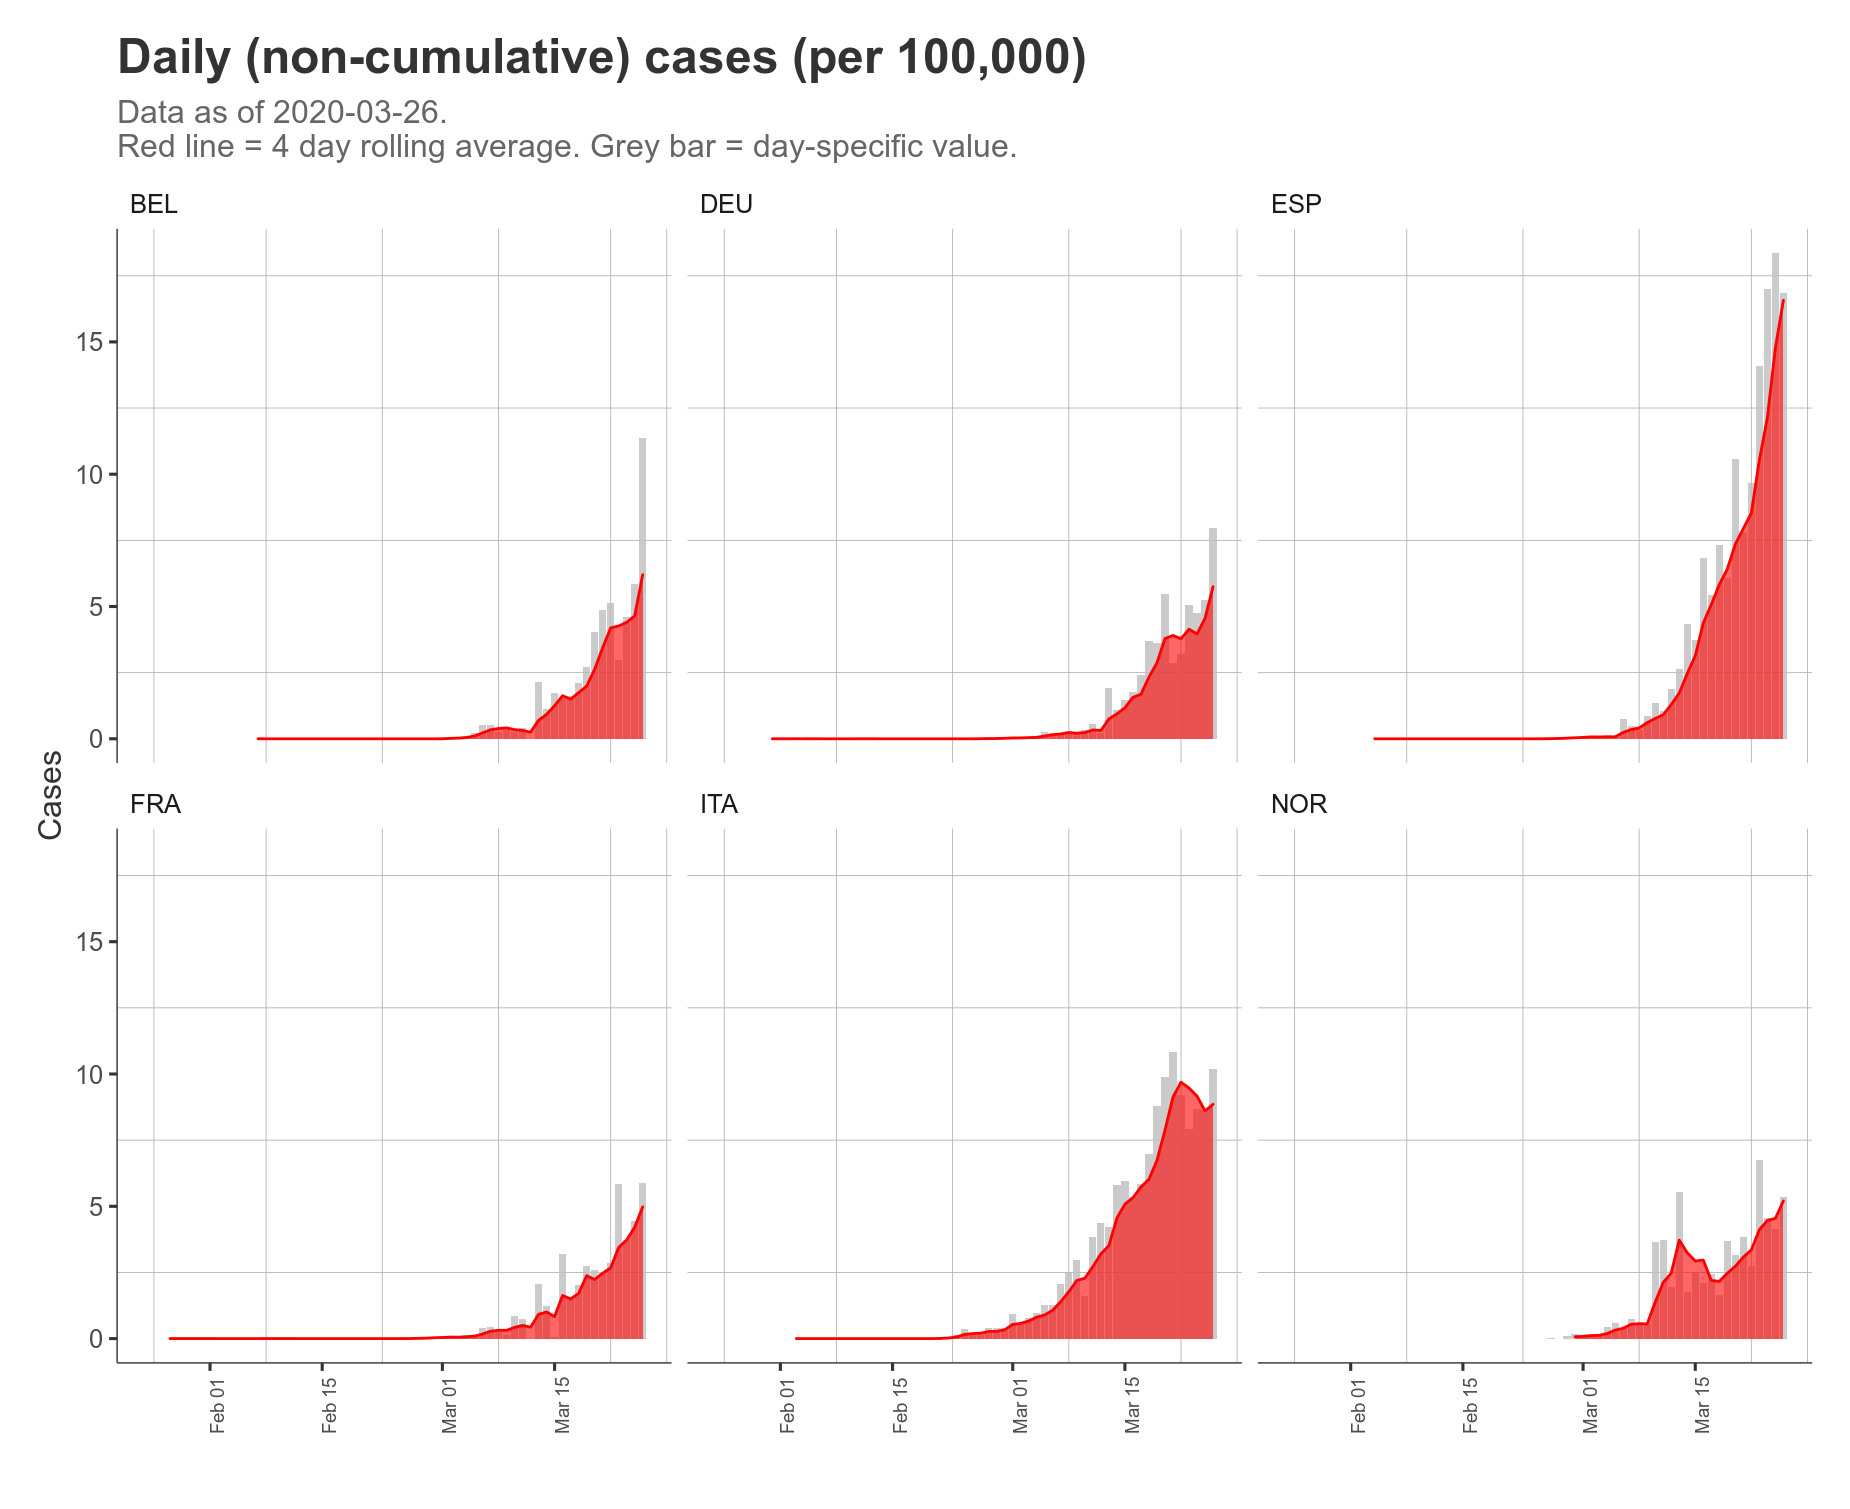 Daily (non-cumulative) cases (per 100,000)
Data as of 2020-03-26.
Red line = 4 day rolling average. Grey bar = day-specific value.
BEL
DEU
ESP
15
10
5
0
Cases
FRA
ITA
NOR
15
10
5
0
Feb 01
Feb 15
Mar 01
Mar 15
Feb 01
Feb 15
Mar 01
Mar 15
Feb 01
Feb 15
Mar 01
Mar 15